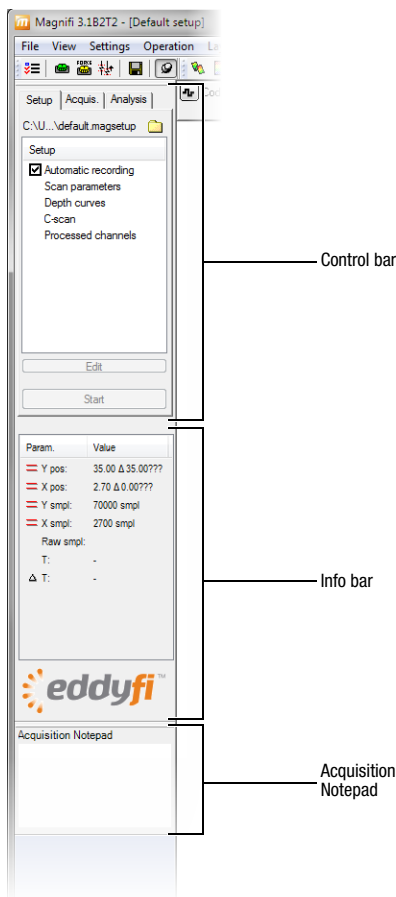 Magnifi 3.1B2T2 - [Default setup]
File View Settings Operation
Setup Acquis. Analysis
C:\U...\default.magsetup
Setup
Automatic recording
Scan parameters
Depth curves
C-scan
Processed channels
Edit
Start
Control bar
Param. Value
Y pos: 35.00 Δ 35.00???
X pos: 2.70 Δ 0.00???
Y smpl: 70000 smpl
X smpl: 2700 smpl
Raw smpl:
T: -
Δ T: -
Info bar
eddyfi™
Acquisition Notepad
Acquisition
Notepad